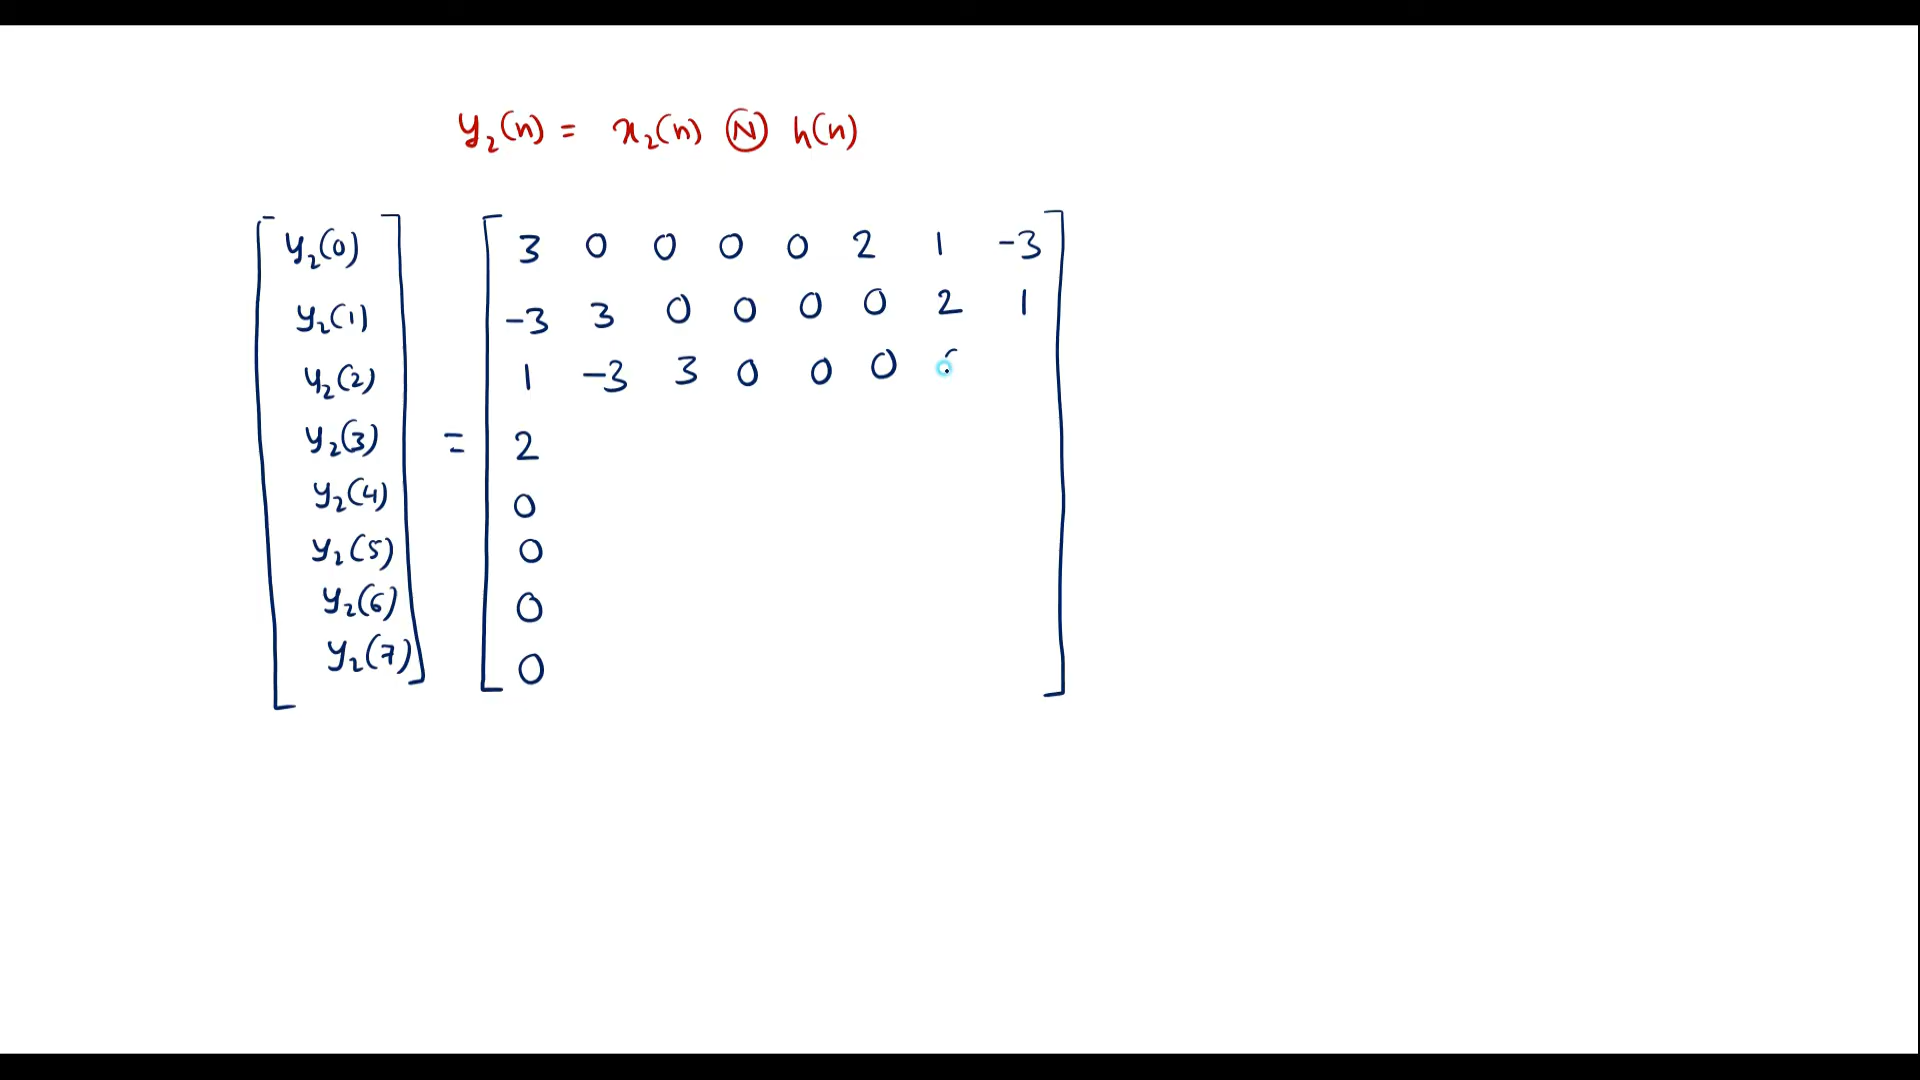 y₂(n) = x₂(n) Ⓝ h(n)
y₂(0) 3 0 0 0 0 2 1 -3
y₂(1) -3 3 0 0 0 0 2 1
y₂(2) 1 -3 3 0 0 0
y₂(3) = 2
y₂(4) 0
y₂(5) 0
y₂(6) 0
y₂(7) 0